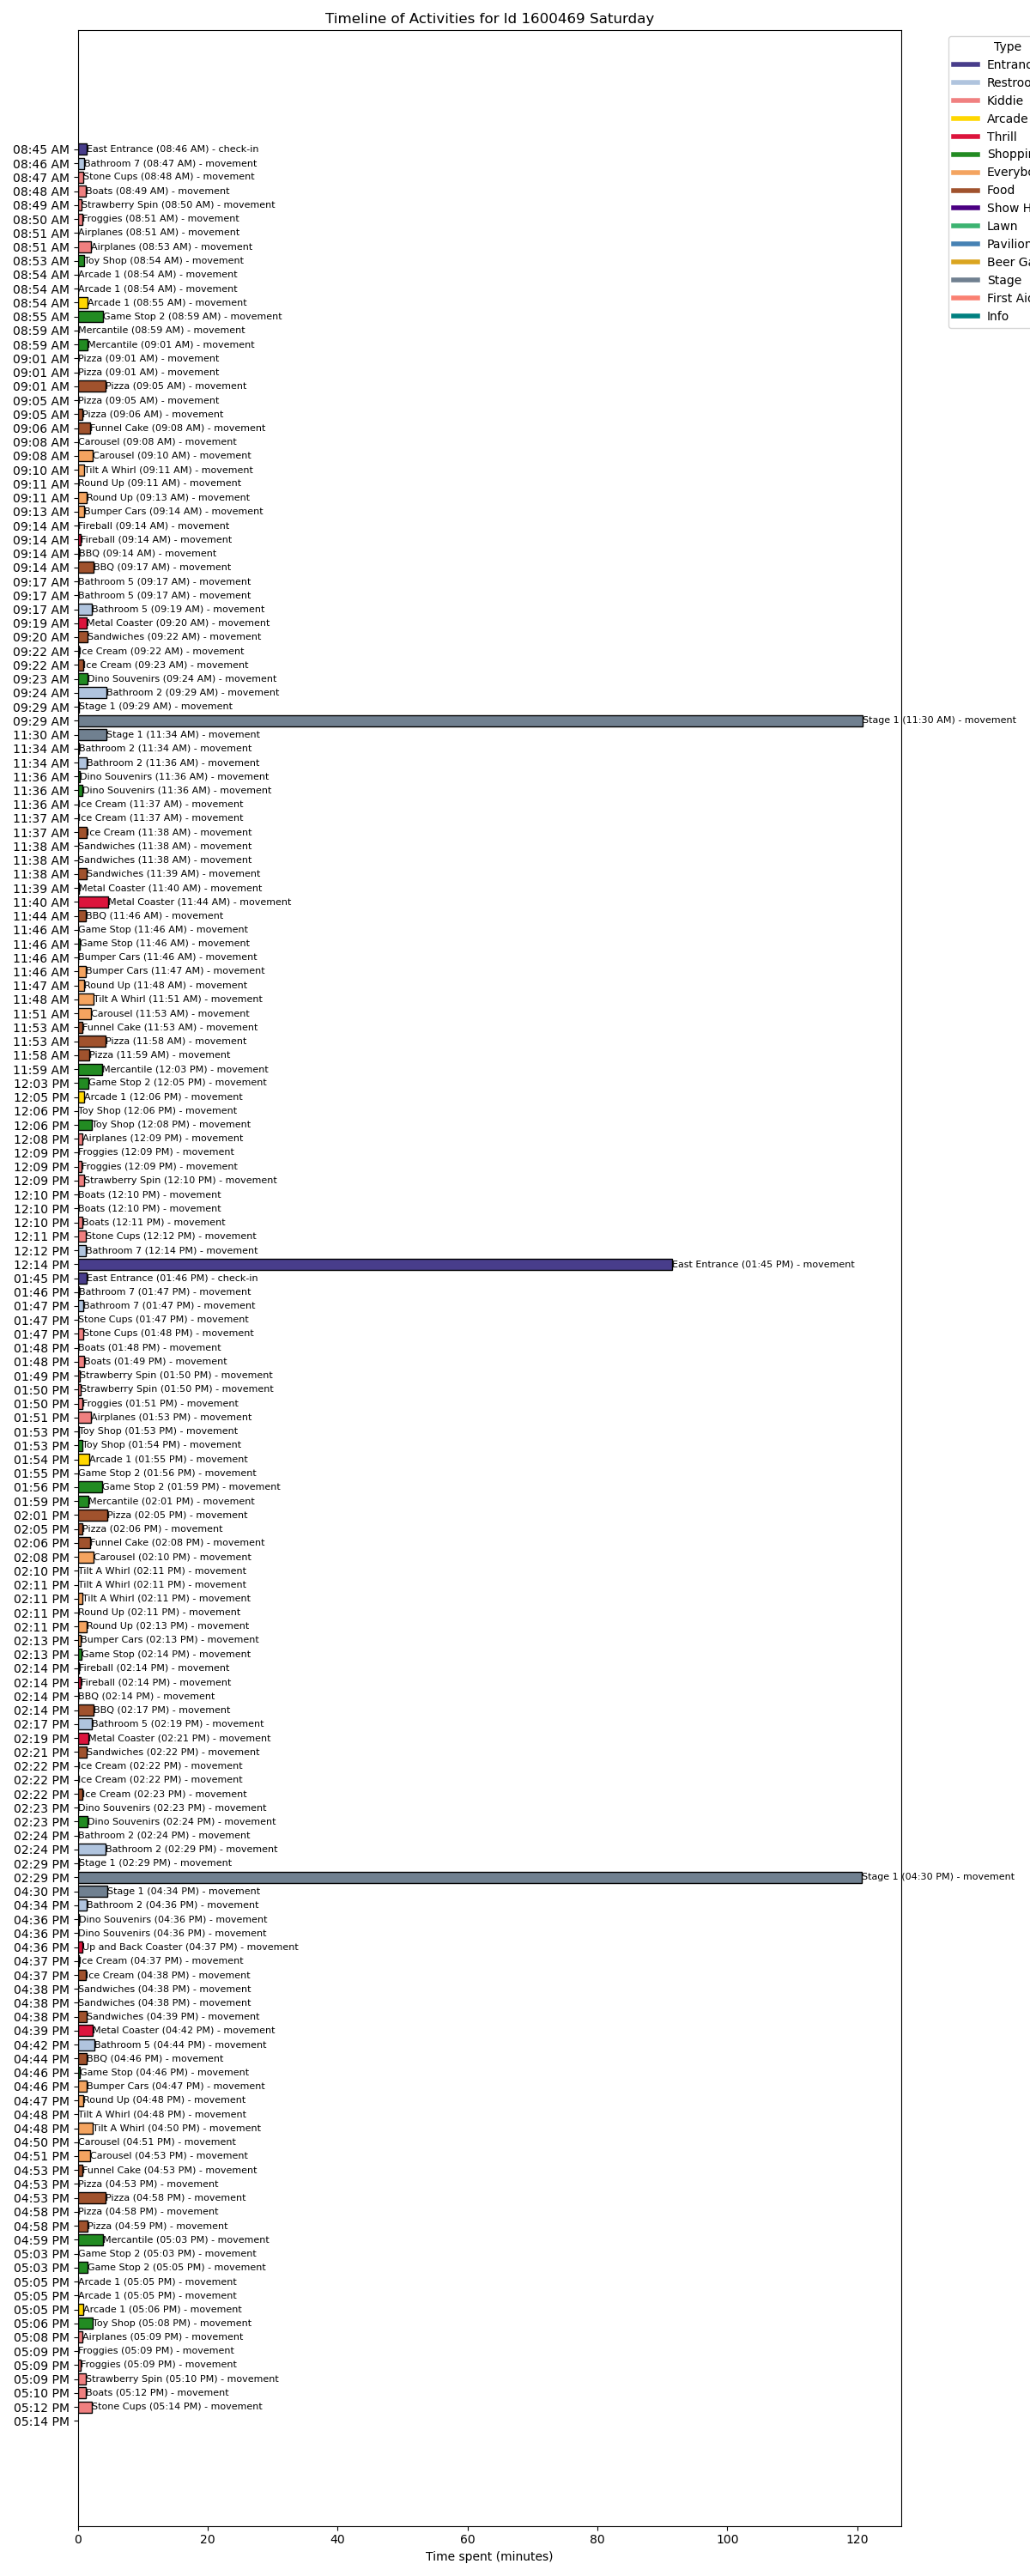 Timeline of Activities for Id 1600469 Saturday
Type
Entranc
Restroo
Kiddie
Arcade
Thrill
Shoppin
Everybo
Food
Show H
Lawn
Pavilion
Beer Ga
Stage
First Aid
Info
08:45 AM East Entrance (08:46 AM) - check-in
08:46 AM Bathroom 7 (08:47 AM) - movement
08:47 AM Stone Cups (08:48 AM) - movement
08:48 AM Boats (08:49 AM) - movement
08:49 AM Strawberry Spin (08:50 AM) - movement
08:50 AM Froggies (08:51 AM) - movement
08:51 AM Airplanes (08:51 AM) - movement
08:51 AM Airplanes (08:53 AM) - movement
08:53 AM Toy Shop (08:54 AM) - movement
08:54 AM Arcade 1 (08:54 AM) - movement
08:54 AM Arcade 1 (08:54 AM) - movement
08:54 AM Arcade 1 (08:55 AM) - movement
08:55 AM Game Stop 2 (08:59 AM) - movement
08:59 AM Mercantile (08:59 AM) - movement
08:59 AM Mercantile (09:01 AM) - movement
09:01 AM Pizza (09:01 AM) - movement
09:01 AM Pizza (09:01 AM) - movement
09:01 AM Pizza (09:05 AM) - movement
09:05 AM Pizza (09:05 AM) - movement
09:05 AM Pizza (09:06 AM) - movement
09:06 AM Funnel Cake (09:08 AM) - movement
09:08 AM Carousel (09:08 AM) - movement
09:08 AM Carousel (09:10 AM) - movement
09:10 AM Tilt A Whirl (09:11 AM) - movement
09:11 AM Round Up (09:11 AM) - movement
09:11 AM Round Up (09:13 AM) - movement
09:13 AM Bumper Cars (09:14 AM) - movement
09:14 AM Fireball (09:14 AM) - movement
09:14 AM Fireball (09:14 AM) - movement
09:14 AM BBQ (09:14 AM) - movement
09:14 AM BBQ (09:17 AM) - movement
09:17 AM Bathroom 5 (09:17 AM) - movement
09:17 AM Bathroom 5 (09:17 AM) - movement
09:17 AM Bathroom 5 (09:19 AM) - movement
09:19 AM Metal Coaster (09:20 AM) - movement
09:20 AM Sandwiches (09:22 AM) - movement
09:22 AM Ice Cream (09:22 AM) - movement
09:22 AM Ice Cream (09:23 AM) - movement
09:23 AM Dino Souvenirs (09:24 AM) - movement
09:24 AM Bathroom 2 (09:29 AM) - movement
09:29 AM Stage 1 (09:29 AM) - movement
09:29 AM Stage 1 (11:30 AM) - movement
11:30 AM Stage 1 (11:34 AM) - movement
11:34 AM Bathroom 2 (11:34 AM) - movement
11:34 AM Bathroom 2 (11:36 AM) - movement
11:36 AM Dino Souvenirs (11:36 AM) - movement
11:36 AM Dino Souvenirs (11:36 AM) - movement
11:36 AM Ice Cream (11:37 AM) - movement
11:37 AM Ice Cream (11:37 AM) - movement
11:37 AM Ice Cream (11:38 AM) - movement
11:38 AM Sandwiches (11:38 AM) - movement
11:38 AM Sandwiches (11:38 AM) - movement
11:38 AM Sandwiches (11:39 AM) - movement
11:39 AM Metal Coaster (11:40 AM) - movement
11:40 AM Metal Coaster (11:44 AM) - movement
11:44 AM BBQ (11:46 AM) - movement
11:46 AM Game Stop (11:46 AM) - movement
11:46 AM Game Stop (11:46 AM) - movement
11:46 AM Bumper Cars (11:46 AM) - movement
11:46 AM Bumper Cars (11:47 AM) - movement
11:47 AM Round Up (11:48 AM) - movement
11:48 AM Tilt A Whirl (11:51 AM) - movement
11:51 AM Carousel (11:53 AM) - movement
11:53 AM Funnel Cake (11:53 AM) - movement
11:53 AM Pizza (11:58 AM) - movement
11:58 AM Pizza (11:59 AM) - movement
11:59 AM Mercantile (12:03 PM) - movement
12:03 PM Game Stop 2 (12:05 PM) - movement
12:05 PM Arcade 1 (12:06 PM) - movement
12:06 PM Toy Shop (12:06 PM) - movement
12:06 PM Toy Shop (12:08 PM) - movement
12:08 PM Airplanes (12:09 PM) - movement
12:09 PM Froggies (12:09 PM) - movement
12:09 PM Froggies (12:09 PM) - movement
12:09 PM Strawberry Spin (12:10 PM) - movement
12:10 PM Boats (12:10 PM) - movement
12:10 PM Boats (12:10 PM) - movement
12:10 PM Boats (12:11 PM) - movement
12:11 PM Stone Cups (12:12 PM) - movement
12:12 PM Bathroom 7 (12:14 PM) - movement
12:14 PM East Entrance (01:45 PM) - movement
01:45 PM East Entrance (01:46 PM) - check-in
01:46 PM Bathroom 7 (01:47 PM) - movement
01:47 PM Bathroom 7 (01:47 PM) - movement
01:47 PM Stone Cups (01:47 PM) - movement
01:47 PM Stone Cups (01:48 PM) - movement
01:48 PM Boats (01:48 PM) - movement
01:48 PM Boats (01:49 PM) - movement
01:49 PM Strawberry Spin (01:50 PM) - movement
01:50 PM Strawberry Spin (01:50 PM) - movement
01:50 PM Froggies (01:51 PM) - movement
01:51 PM Airplanes (01:53 PM) - movement
01:53 PM Toy Shop (01:53 PM) - movement
01:53 PM Toy Shop (01:54 PM) - movement
01:54 PM Arcade 1 (01:55 PM) - movement
01:55 PM Game Stop 2 (01:56 PM) - movement
01:56 PM Game Stop 2 (01:59 PM) - movement
01:59 PM Mercantile (02:01 PM) - movement
02:01 PM Pizza (02:05 PM) - movement
02:05 PM Pizza (02:06 PM) - movement
02:06 PM Funnel Cake (02:08 PM) - movement
02:08 PM Carousel (02:10 PM) - movement
02:10 PM Tilt A Whirl (02:11 PM) - movement
02:11 PM Tilt A Whirl (02:11 PM) - movement
02:11 PM Tilt A Whirl (02:11 PM) - movement
02:11 PM Round Up (02:11 PM) - movement
02:11 PM Round Up (02:13 PM) - movement
02:13 PM Bumper Cars (02:13 PM) - movement
02:13 PM Game Stop (02:14 PM) - movement
02:14 PM Fireball (02:14 PM) - movement
02:14 PM Fireball (02:14 PM) - movement
02:14 PM BBQ (02:14 PM) - movement
02:14 PM BBQ (02:17 PM) - movement
02:17 PM Bathroom 5 (02:19 PM) - movement
02:19 PM Metal Coaster (02:21 PM) - movement
02:21 PM Sandwiches (02:22 PM) - movement
02:22 PM Ice Cream (02:22 PM) - movement
02:22 PM Ice Cream (02:22 PM) - movement
02:22 PM Ice Cream (02:23 PM) - movement
02:23 PM Dino Souvenirs (02:23 PM) - movement
02:23 PM Dino Souvenirs (02:24 PM) - movement
02:24 PM Bathroom 2 (02:24 PM) - movement
02:24 PM Bathroom 2 (02:29 PM) - movement
02:29 PM Stage 1 (02:29 PM) - movement
02:29 PM Stage 1 (04:30 PM) - movement
04:30 PM Stage 1 (04:34 PM) - movement
04:34 PM Bathroom 2 (04:36 PM) - movement
04:36 PM Dino Souvenirs (04:36 PM) - movement
04:36 PM Dino Souvenirs (04:36 PM) - movement
04:36 PM Up and Back Coaster (04:37 PM) - movement
04:37 PM Ice Cream (04:37 PM) - movement
04:37 PM Ice Cream (04:38 PM) - movement
04:38 PM Sandwiches (04:38 PM) - movement
04:38 PM Sandwiches (04:38 PM) - movement
04:38 PM Sandwiches (04:39 PM) - movement
04:39 PM Metal Coaster (04:42 PM) - movement
04:42 PM Bathroom 5 (04:44 PM) - movement
04:44 PM BBQ (04:46 PM) - movement
04:46 PM Game Stop (04:46 PM) - movement
04:46 PM Bumper Cars (04:47 PM) - movement
04:47 PM Round Up (04:48 PM) - movement
04:48 PM Tilt A Whirl (04:48 PM) - movement
04:48 PM Tilt A Whirl (04:50 PM) - movement
04:50 PM Carousel (04:51 PM) - movement
04:51 PM Carousel (04:53 PM) - movement
04:53 PM Funnel Cake (04:53 PM) - movement
04:53 PM Pizza (04:53 PM) - movement
04:53 PM Pizza (04:58 PM) - movement
04:58 PM Pizza (04:58 PM) - movement
04:58 PM Pizza (04:59 PM) - movement
04:59 PM Mercantile (05:03 PM) - movement
05:03 PM Game Stop 2 (05:03 PM) - movement
05:03 PM Game Stop 2 (05:05 PM) - movement
05:05 PM Arcade 1 (05:05 PM) - movement
05:05 PM Arcade 1 (05:05 PM) - movement
05:05 PM Arcade 1 (05:06 PM) - movement
05:06 PM Toy Shop (05:08 PM) - movement
05:08 PM Airplanes (05:09 PM) - movement
05:09 PM Froggies (05:09 PM) - movement
05:09 PM Froggies (05:09 PM) - movement
05:09 PM Strawberry Spin (05:10 PM) - movement
05:10 PM Boats (05:12 PM) - movement
05:12 PM Stone Cups (05:14 PM) - movement
05:14 PM
0 20 40 60 80 100 120
Time spent (minutes)